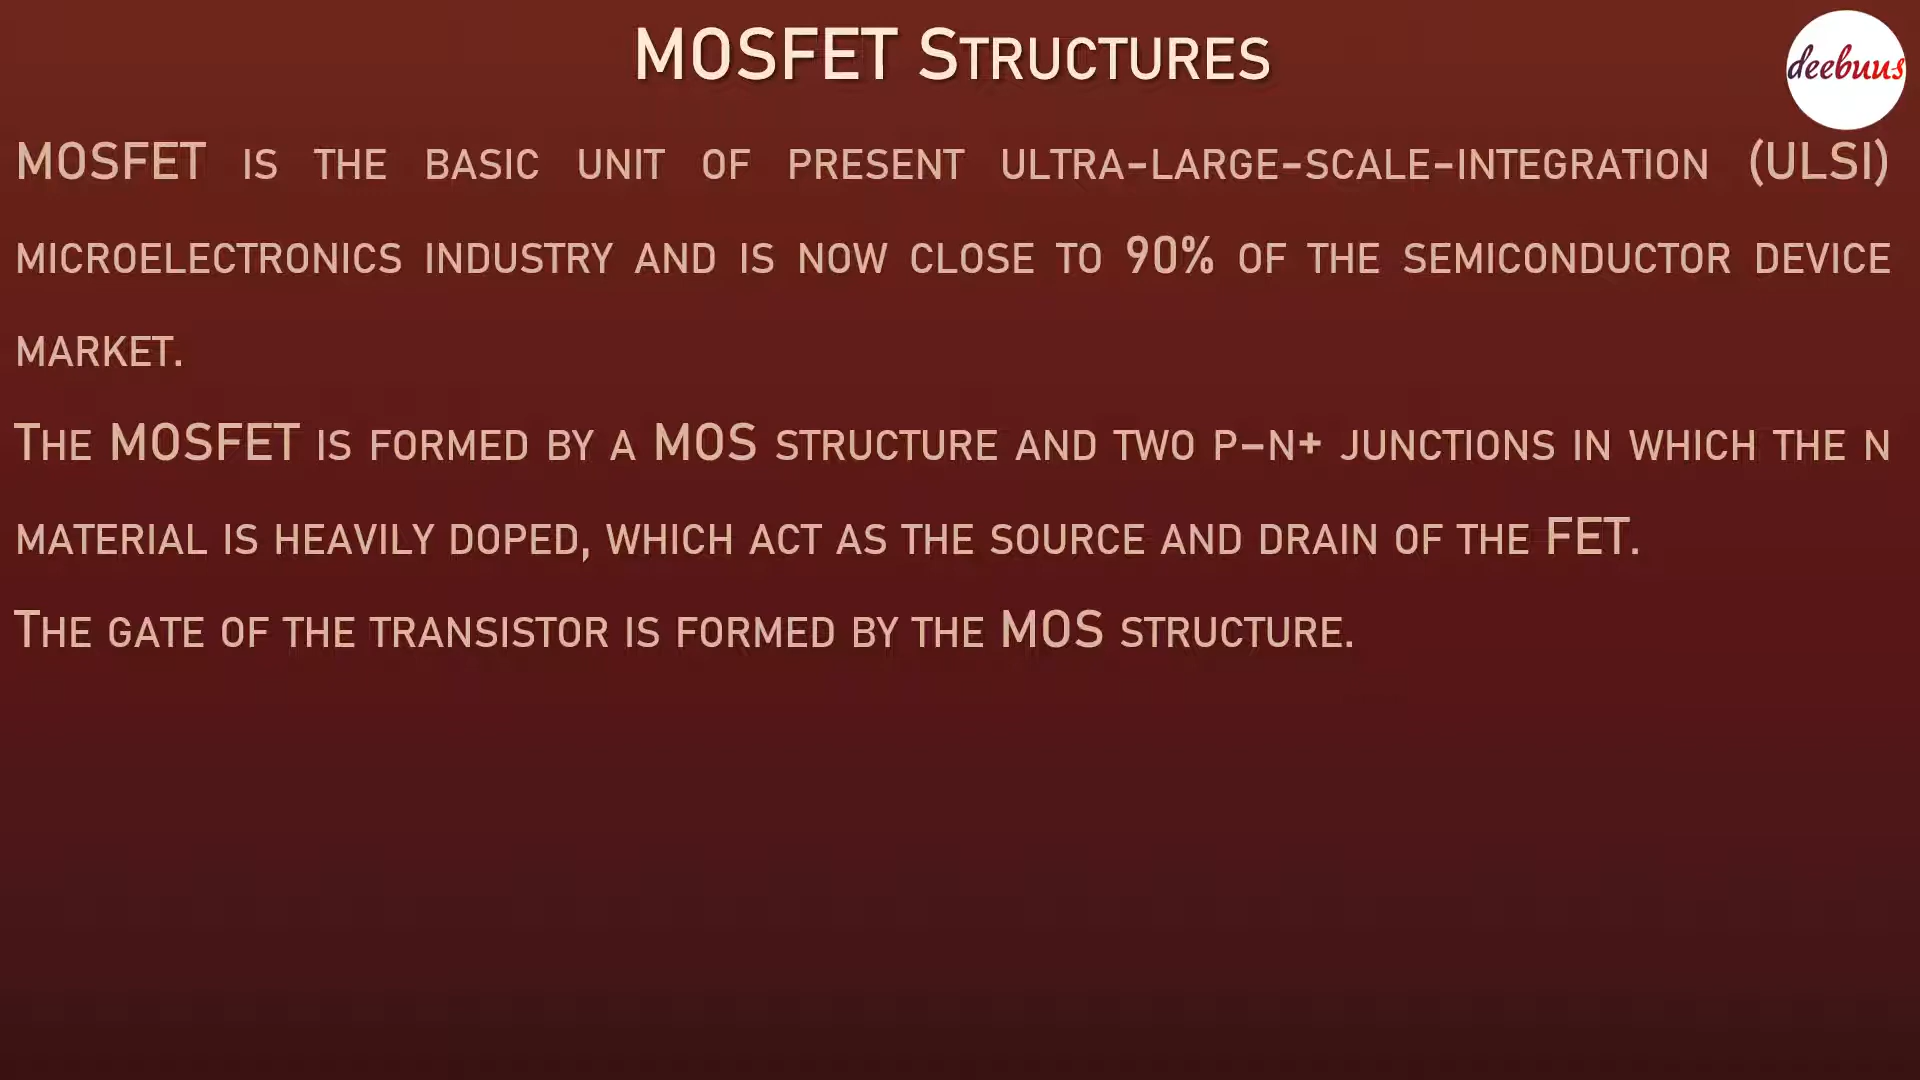 MOSFET Structures
deebuus
MOSFET is the basic unit of present ultra-large-scale-integration (ULSI)
microelectronics industry and is now close to 90% of the semiconductor device
market.
The MOSFET is formed by a MOS structure and two p–n+ junctions in which the n
material is heavily doped, which act as the source and drain of the FET.
The gate of the transistor is formed by the MOS structure.